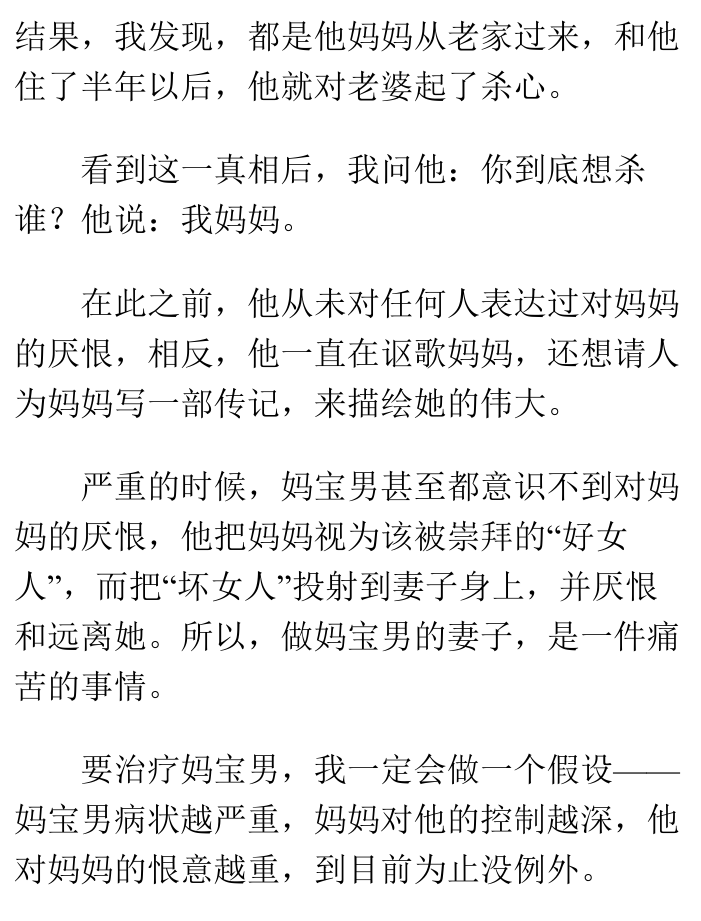 结果，我发现，都是他妈妈从老家过来，和他
住了半年以后，他就对老婆起了杀心。
看到这一真相后，我问他：你到底想杀
谁？他说：我妈妈。
在此之前，他从未对任何人表达过对妈妈
的厌恨，相反，他一直在讴歌妈妈，还想请人
为妈妈写一部传记，来描绘她的伟大。
严重的时候，妈宝男甚至都意识不到对妈
妈的厌恨，他把妈妈视为该被崇拜的“好女
人”，而把“坏女人”投射到妻子身上，并厌恨
和远离她。所以，做妈宝男的妻子，是一件痛
苦的事情。
要治疗妈宝男，我一定会做一个假设——
妈宝男病状越严重，妈妈对他的控制越深，他
对妈妈的恨意越重，到目前为止没例外。